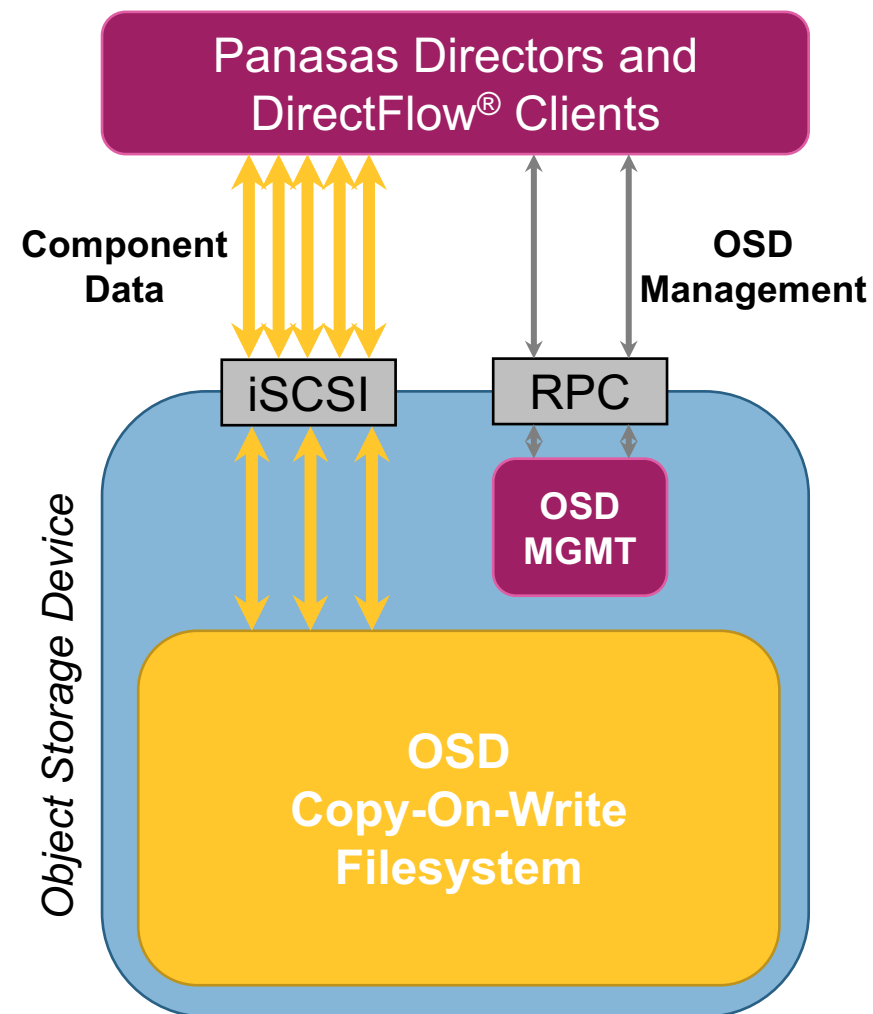 Panasas Directors and
DirectFlow® Clients
Component
Data
OSD
Management
iSCSI
RPC
OSD
MGMT
Object Storage Device
OSD
Copy-On-Write
Filesystem